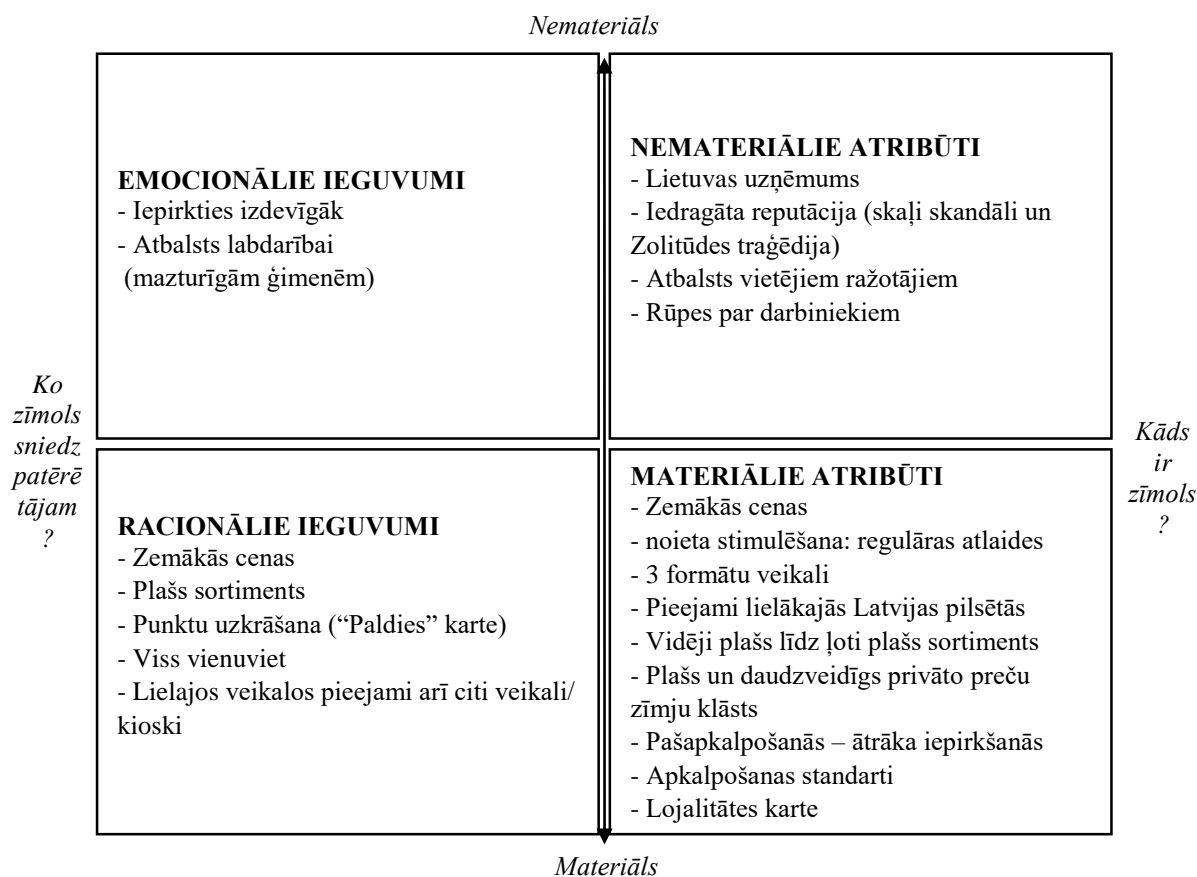 Nemateriāls
EMOCIONĀLIE IEGUVUMI
- Iepirkties izdevīgāk
- Atbalsts labdarībai
(mazturīgām ģimenēm)
NEMATERIĀLIE ATRIBŪTI
- Lietuvas uzņēmums
- Iedragāta reputācija (skaļi skandāli un
Zolitūdes traģēdija)
- Atbalsts vietējiem ražotājiem
- Rūpes par darbiniekiem
Ko
zīmols
sniedz
patērē
tājam
?
Kāds
ir
zīmols
?
RACIONĀLIE IEGUVUMI
- Zemākās cenas
- Plašs sortiments
- Punktu uzkrāšana (“Paldies” karte)
- Viss vienuviet
- Lielajos veikalos pieejami arī citi veikali/
kioski
MATERIĀLIE ATRIBŪTI
- Zemākās cenas
- noieta stimulēšana: regulāras atlaides
- 3 formātu veikali
- Pieejami lielākajās Latvijas pilsētās
- Vidēji plašs līdz ļoti plašs sortiments
- Plašs un daudzveidīgs privāto preču
zīmju klāsts
- Pašapkalpošanās – ātrāka iepirkšanās
- Apkalpošanas standarti
- Lojalitātes karte
Materiāls